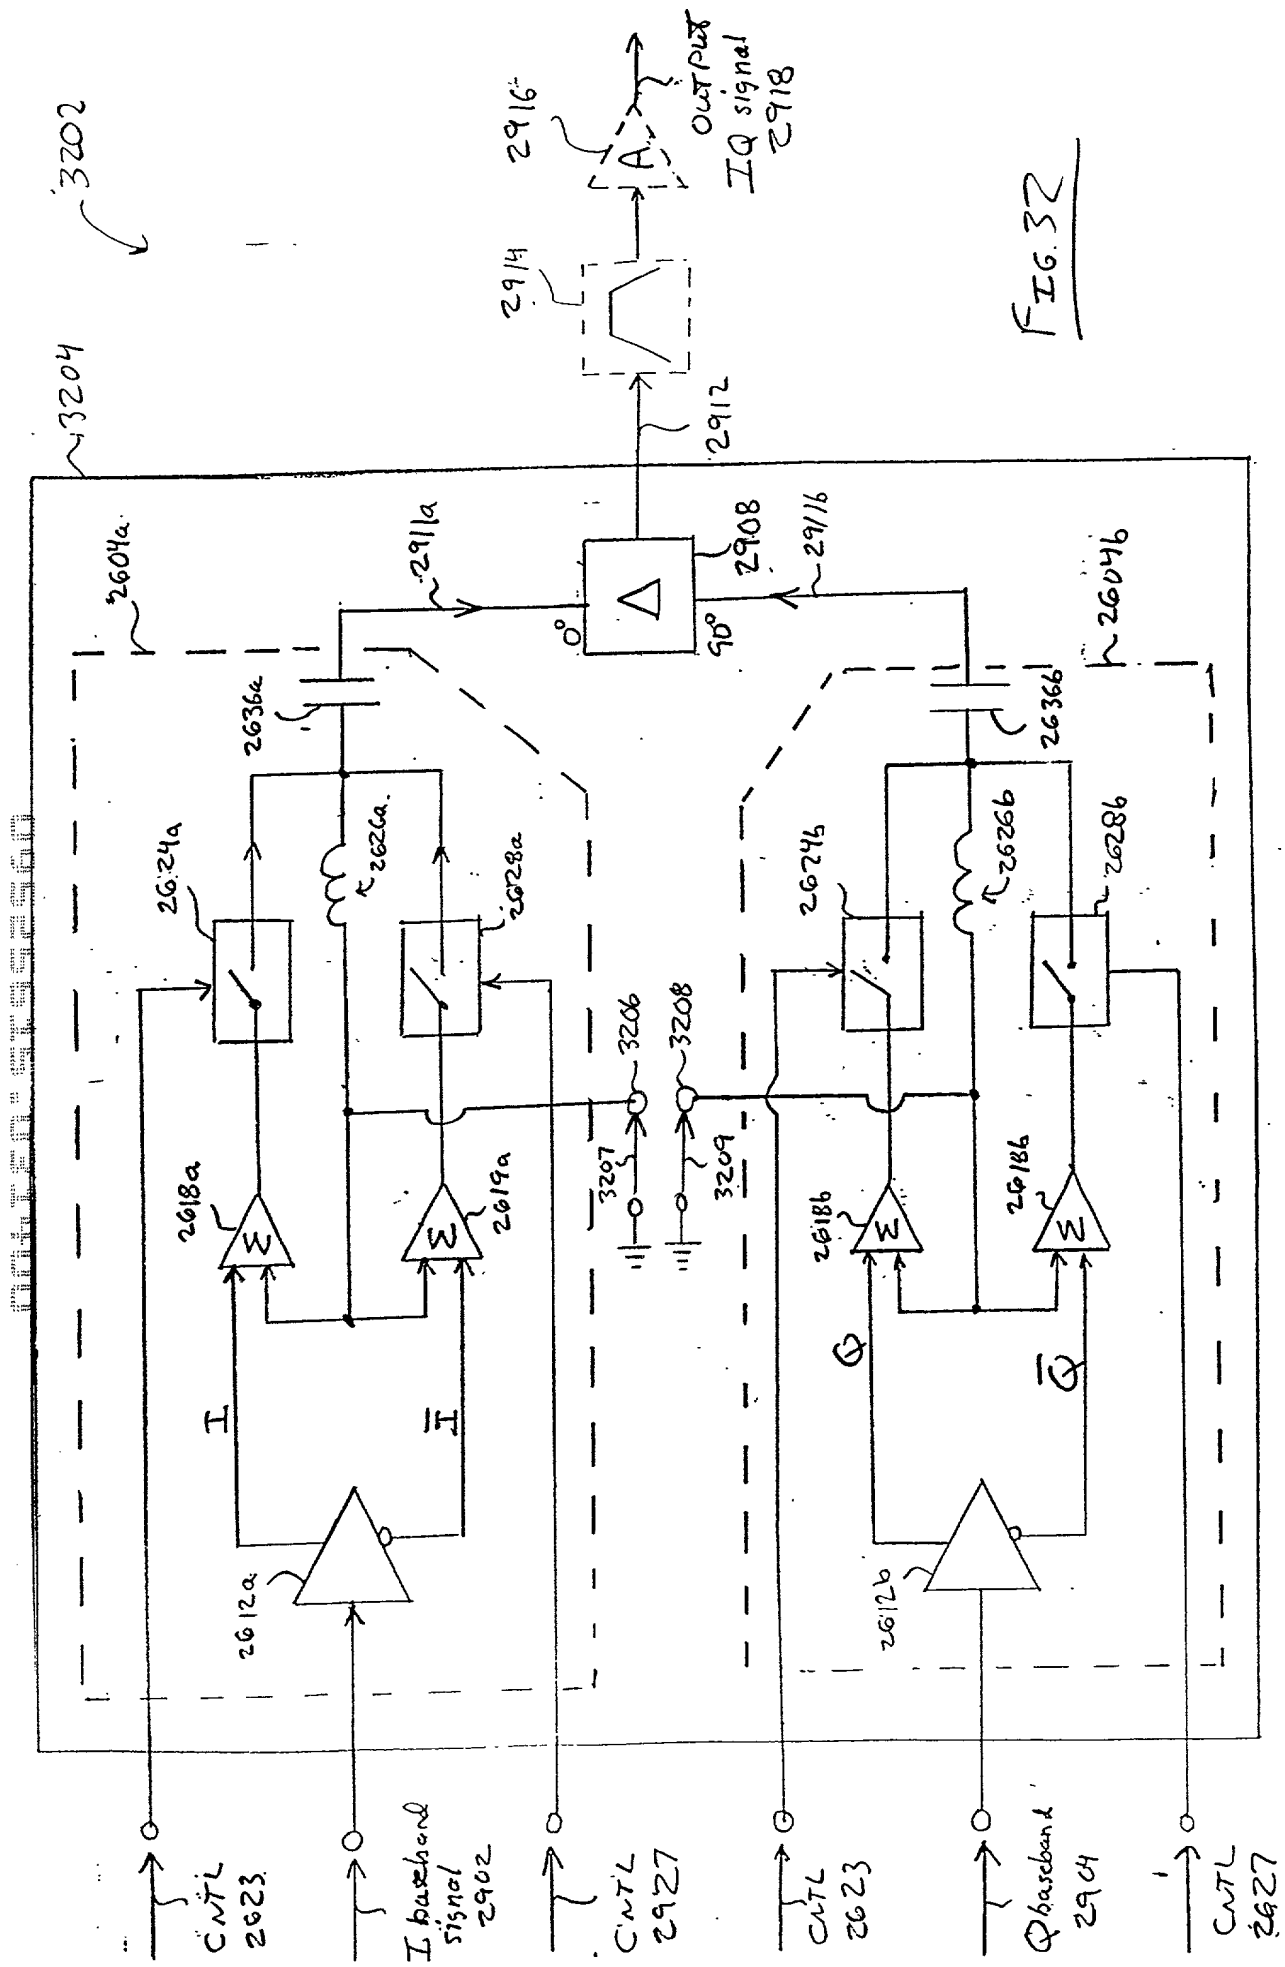 3202
3204
2604a
2624a
2636a
2911a
2618a
I
2612a
2626a
2628a
2619a
I̅
0°
2908
90°
2911b
2912
2914
2916
A
OUTPUT
IQ signal
2918
3206
3207
3208
3209
2604b
2624b
2636b
2618b
Q
2612b
2626b
2628b
2618b
Q̅
Σ
Σ
Σ
Σ
CNTL
2623
I baseband
signal
2902
CNTL
2927
CNTL
2623
Q baseband
2904
CNTL
2627
FIG. 32